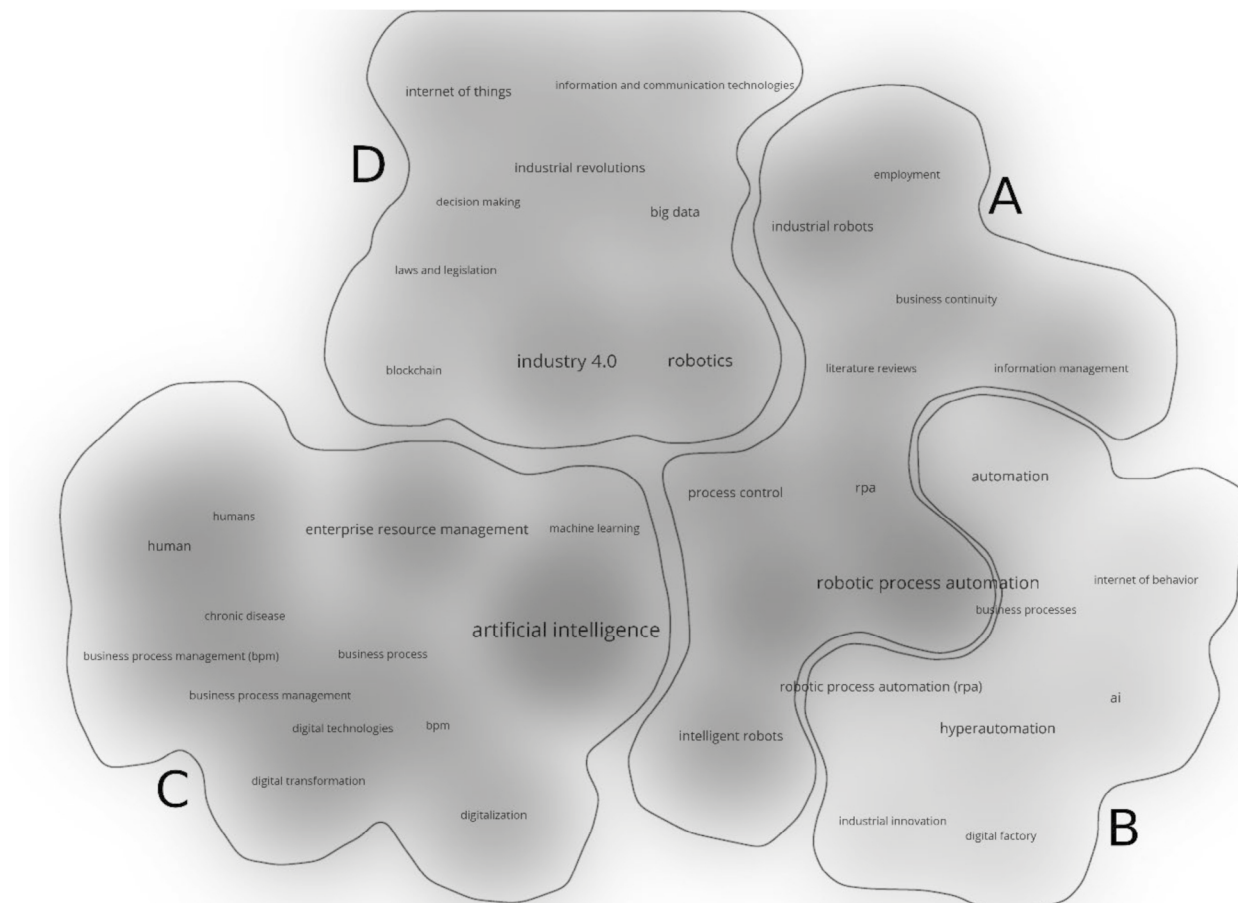 D
internet of things
information and communication technologies
industrial revolutions
decision making
big data
laws and legislation
blockchain
industry 4.0
robotics
A
employment
industrial robots
business continuity
literature reviews
information management
process control
rpa
robotic process automation
intelligent robots
C
humans
human
enterprise resource management
machine learning
chronic disease
artificial intelligence
business process management (bpm)
business process
business process management
digital technologies
bpm
digital transformation
digitalization
B
automation
internet of behavior
business processes
robotic process automation (rpa)
ai
hyperautomation
industrial innovation
digital factory